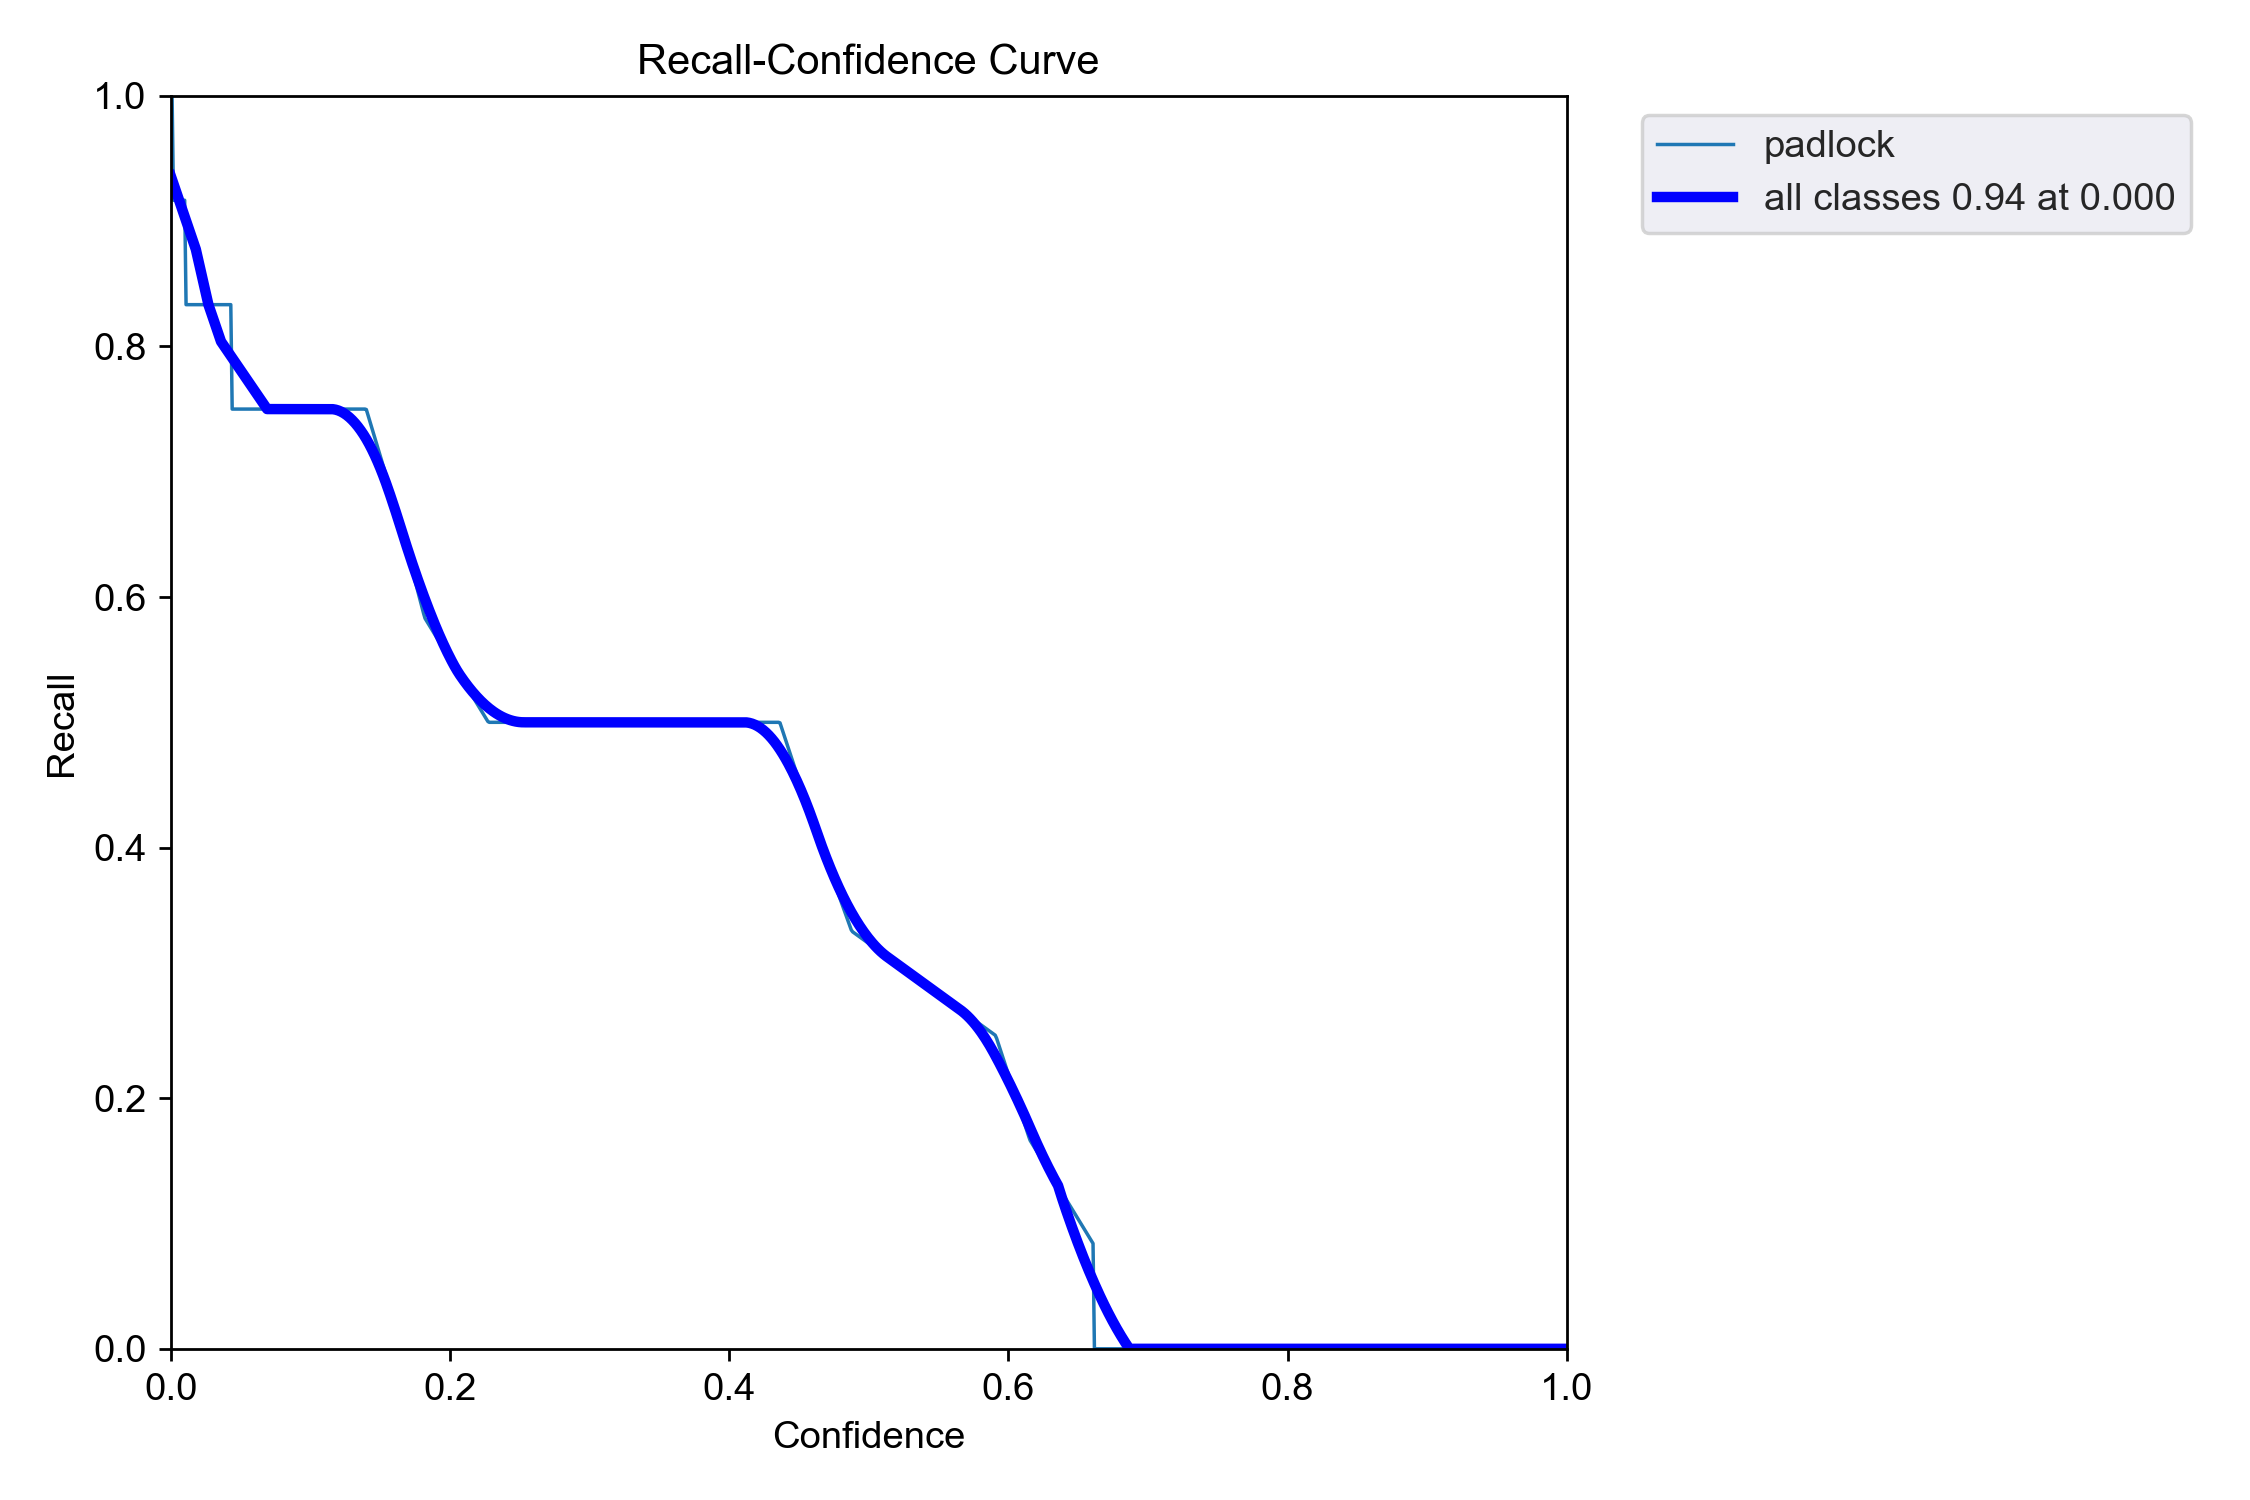 Recall-Confidence Curve
1.0
0.8
0.6
0.4
0.2
0.0
Recall
0.0 0.2 0.4 0.6 0.8 1.0
Confidence
padlock
all classes 0.94 at 0.000